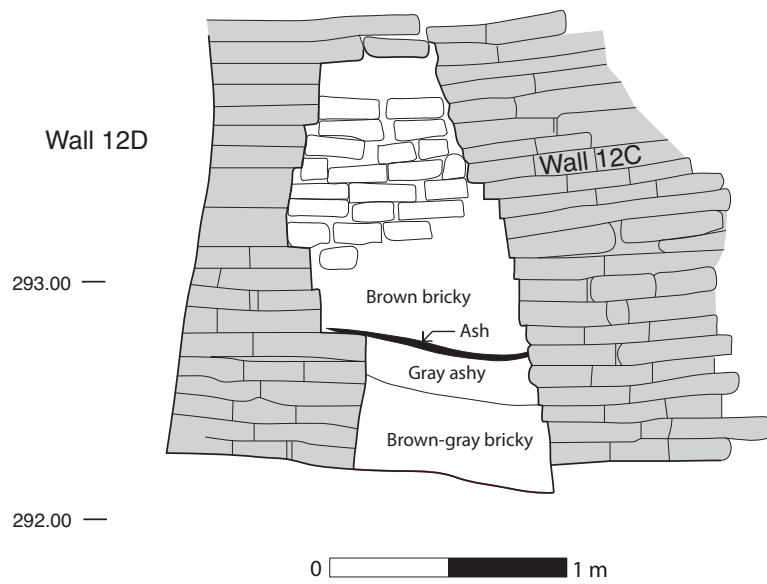 Wall 12D
Wall 12C
293.00
Brown bricky
Ash
Gray ashy
Brown-gray bricky
292.00
0
1 m